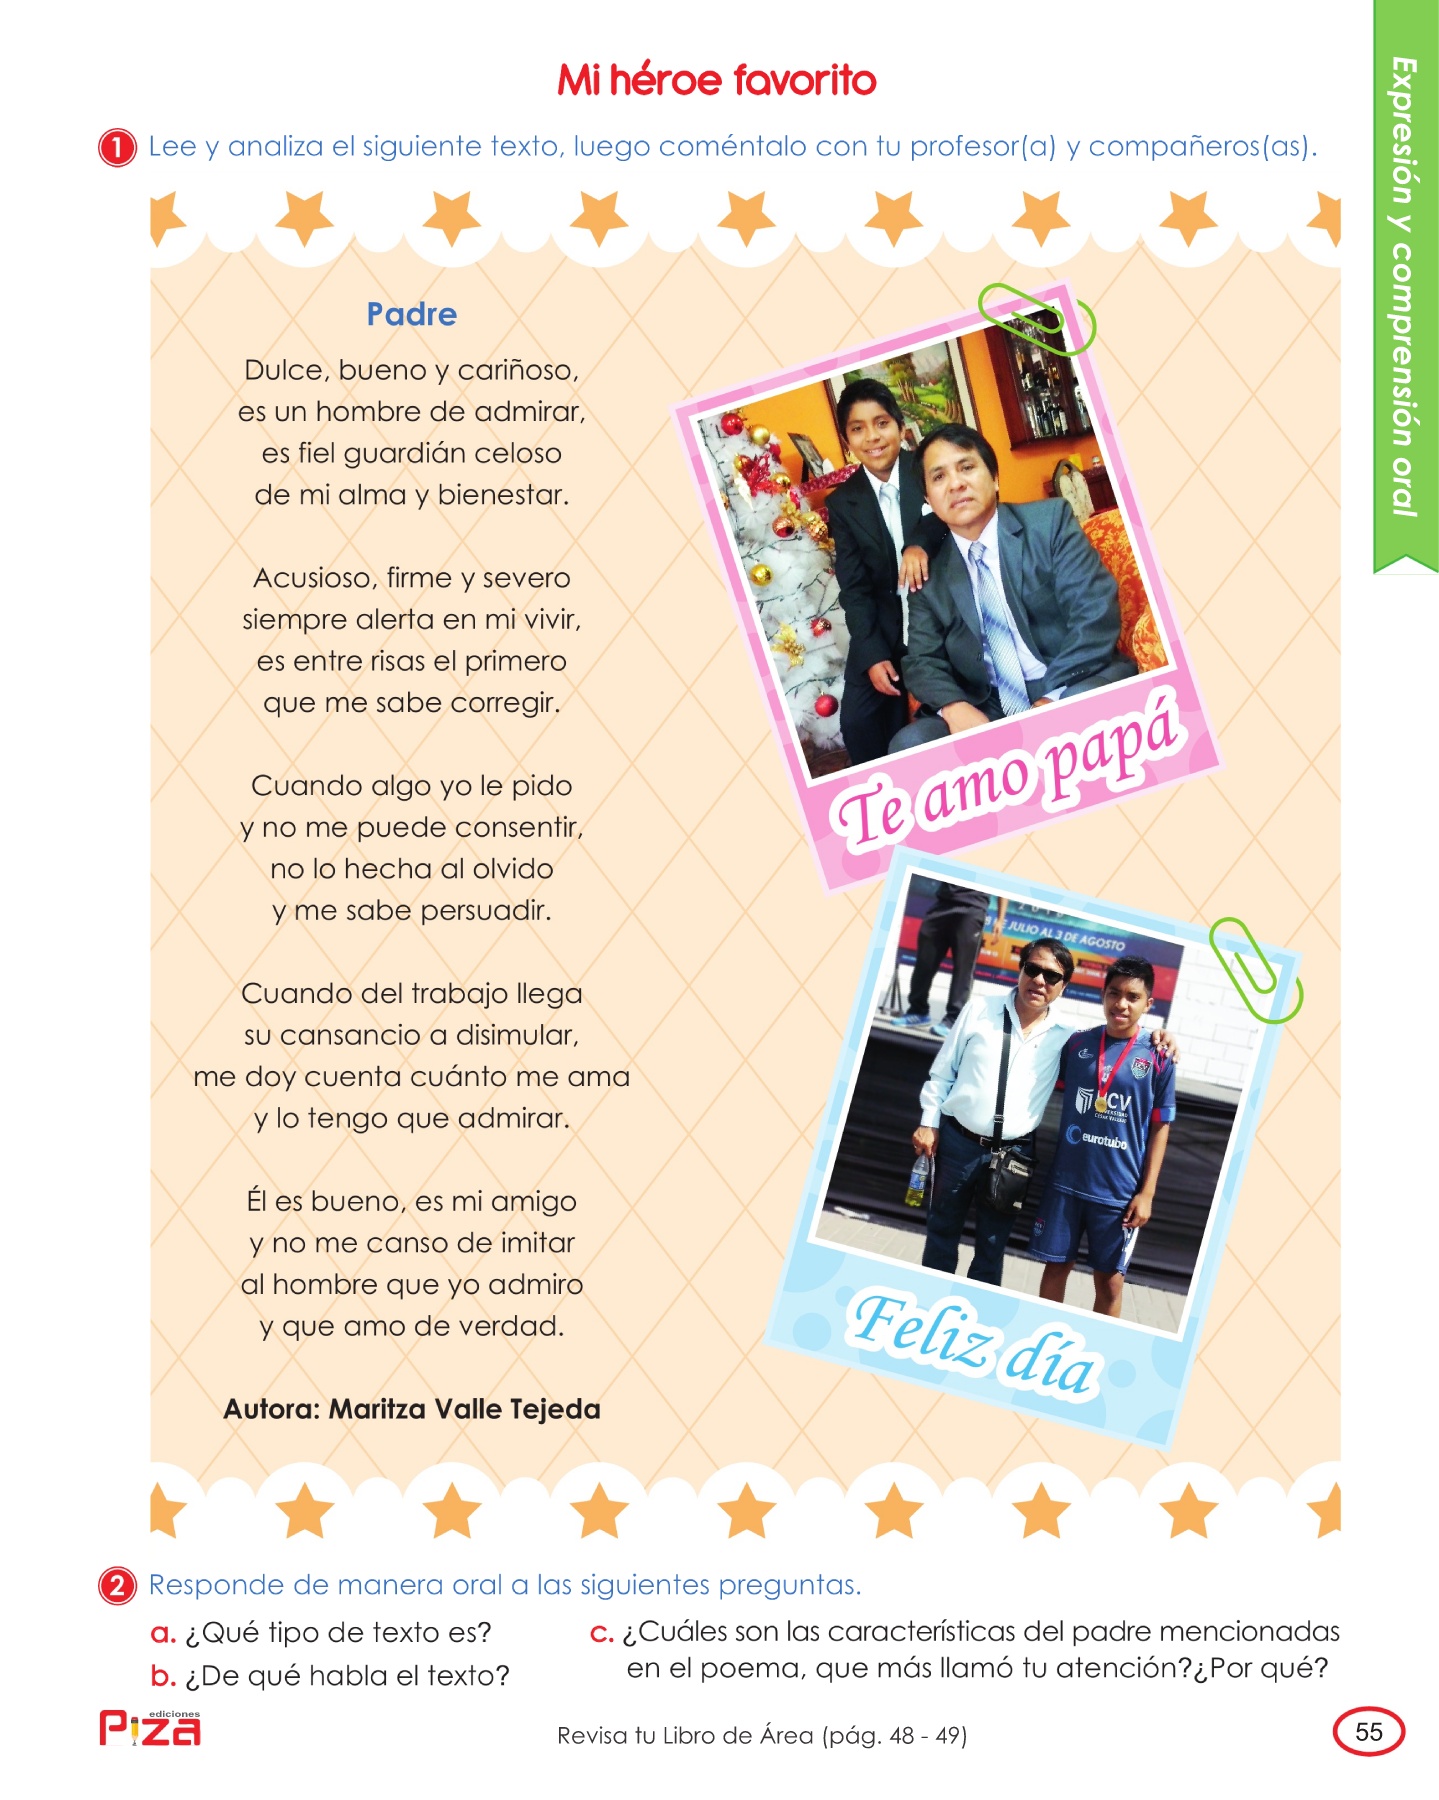 Mi héroe favorito
Expresión y comprensión oral
1 Lee y analiza el siguiente texto, luego coméntalo con tu profesor(a) y compañeros(as).
Padre
Dulce, bueno y cariñoso,
es un hombre de admirar,
es fiel guardián celoso
de mi alma y bienestar.
Acusioso, firme y severo
siempre alerta en mi vivir,
es entre risas el primero
que me sabe corregir.
Cuando algo yo le pido
y no me puede consentir,
no lo hecha al olvido
y me sabe persuadir.
Cuando del trabajo llega
su cansancio a disimular,
me doy cuenta cuánto me ama
y lo tengo que admirar.
Él es bueno, es mi amigo
y no me canso de imitar
al hombre que yo admiro
y que amo de verdad.
Autora: Maritza Valle Tejeda
Te amo papá
DE JULIO AL 3 DE AGOSTO
UCV
UNIVERSIDAD
CÉSAR VALLEJO
eurotubo
Feliz día
2 Responde de manera oral a las siguientes preguntas.
a. ¿Qué tipo de texto es?
b. ¿De qué habla el texto?
c. ¿Cuáles son las características del padre mencionadas
en el poema, que más llamó tu atención?¿Por qué?
ediciones
Piza
Revisa tu Libro de Área (pág. 48 - 49)
55